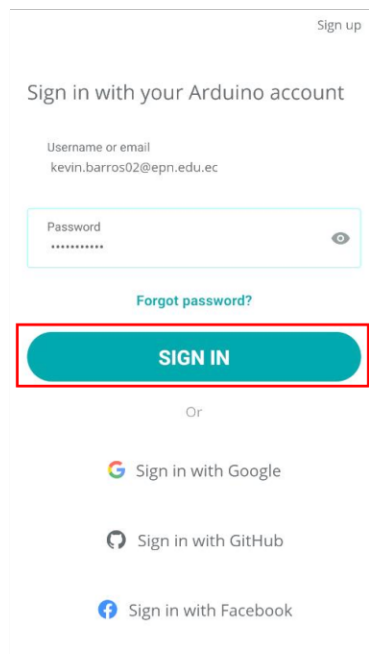 Sign up
Sign in with your Arduino account
Username or email
kevin.barros02@epn.edu.ec
Password
•••••••••••
Forgot password?
SIGN IN
Or
Sign in with Google
Sign in with GitHub
Sign in with Facebook